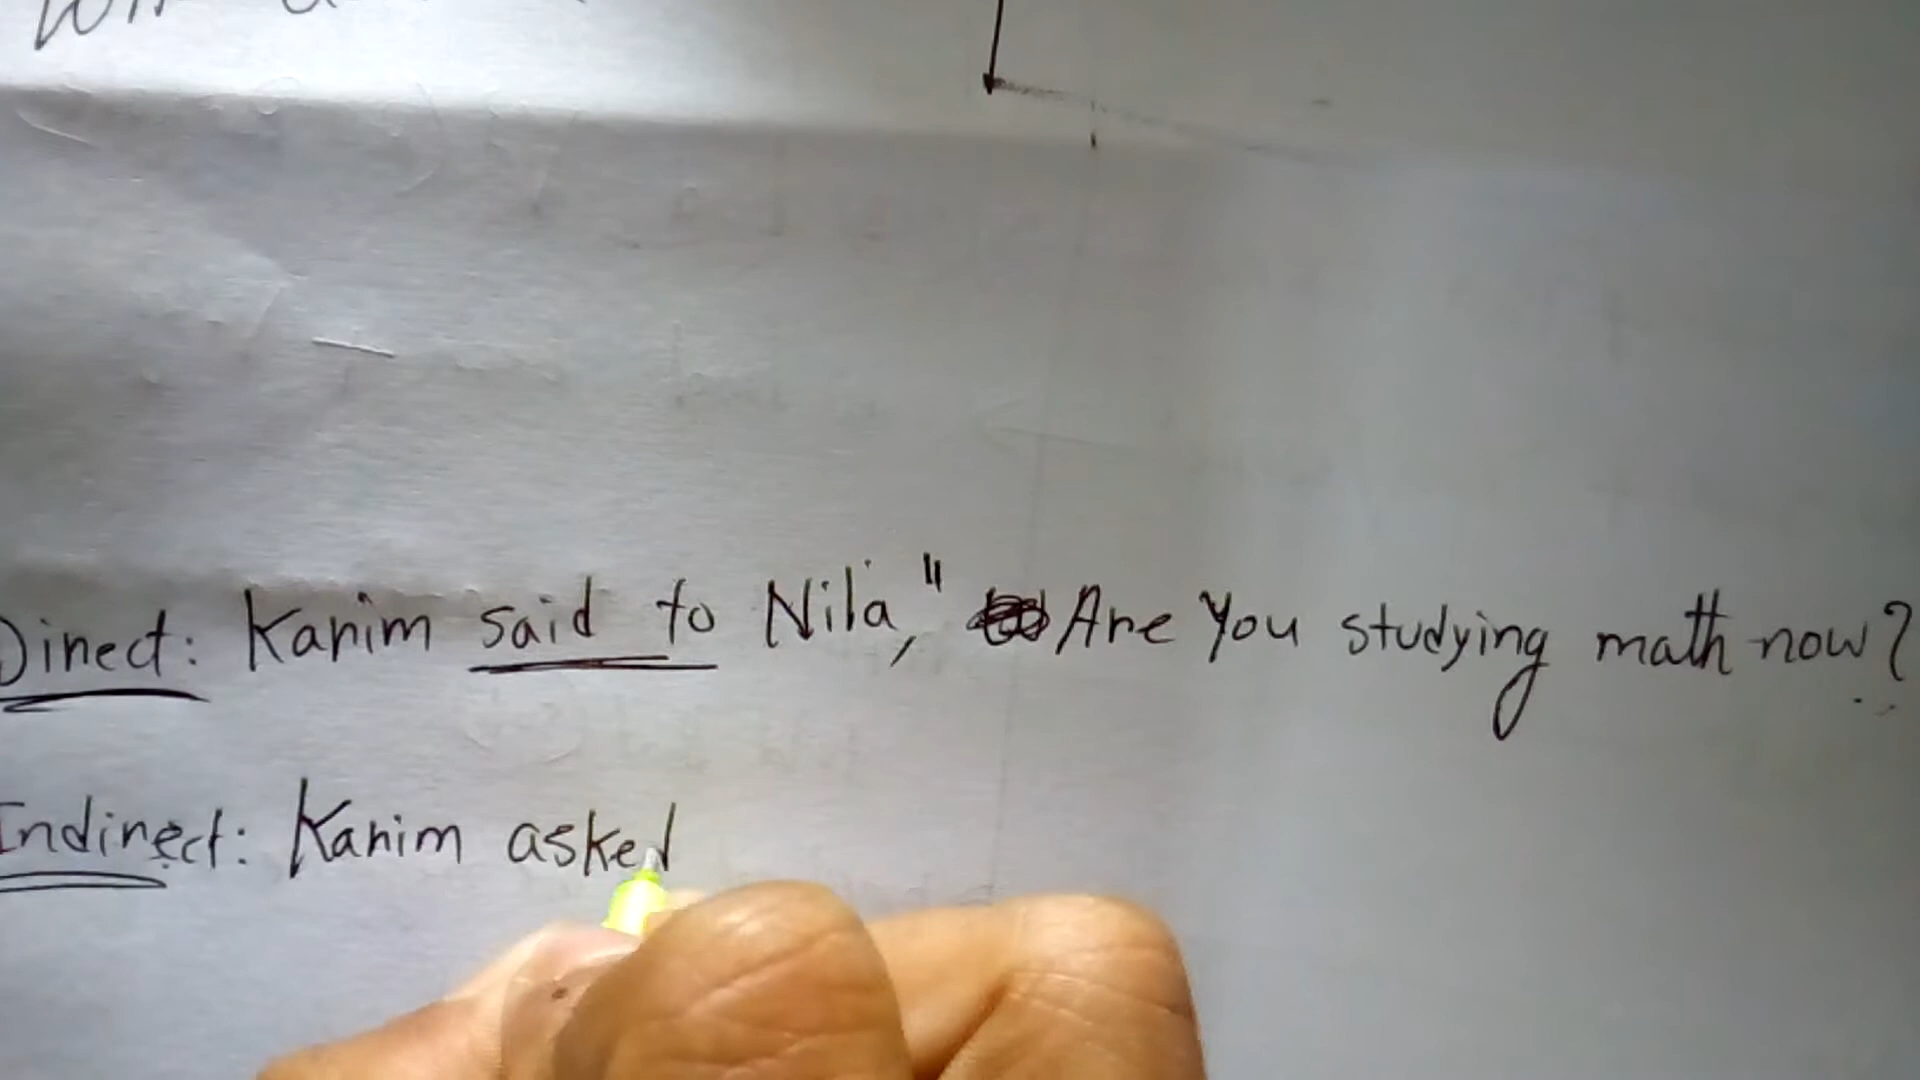 Direct: Karim said to Nila, " Are you studying math now?
Indirect: Karim asked